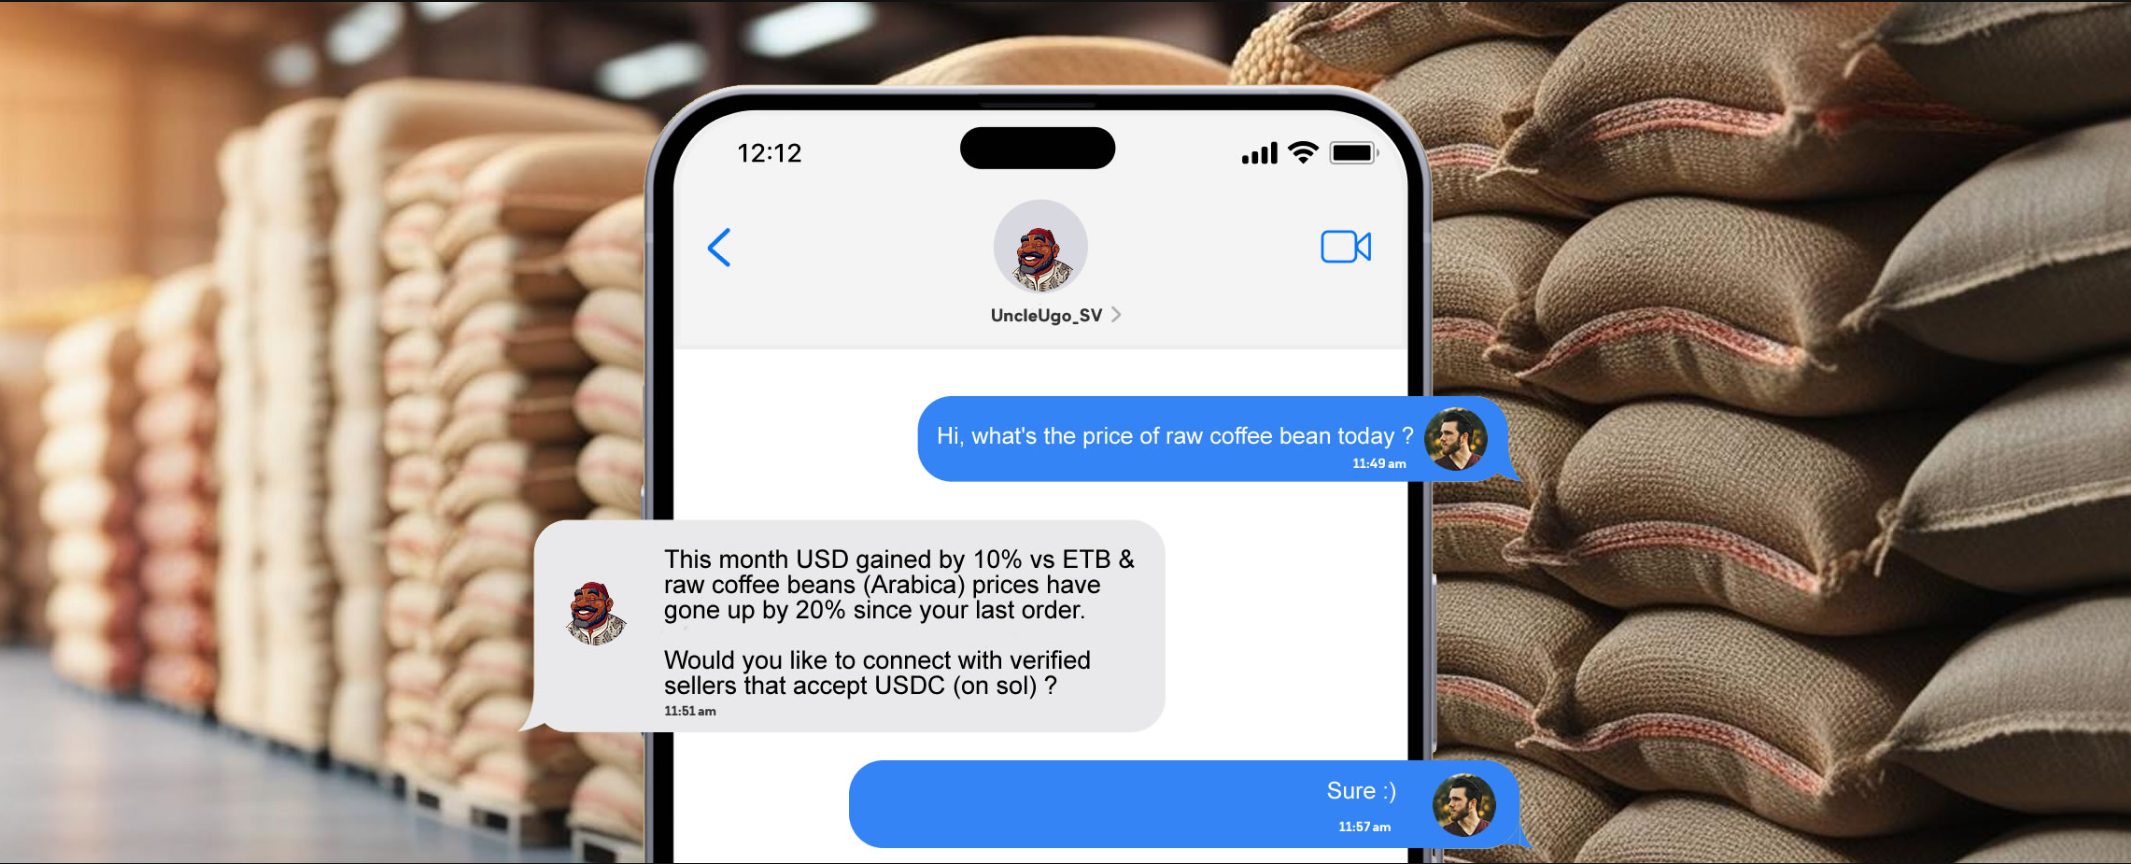 12:12
UncleUgo_SV
Hi, what's the price of raw coffee bean today ?
11:49 am
This month USD gained by 10% vs ETB &
raw coffee beans (Arabica) prices have
gone up by 20% since your last order.
Would you like to connect with verified
sellers that accept USDC (on sol) ?
11:51 am
Sure :)
11:57 am